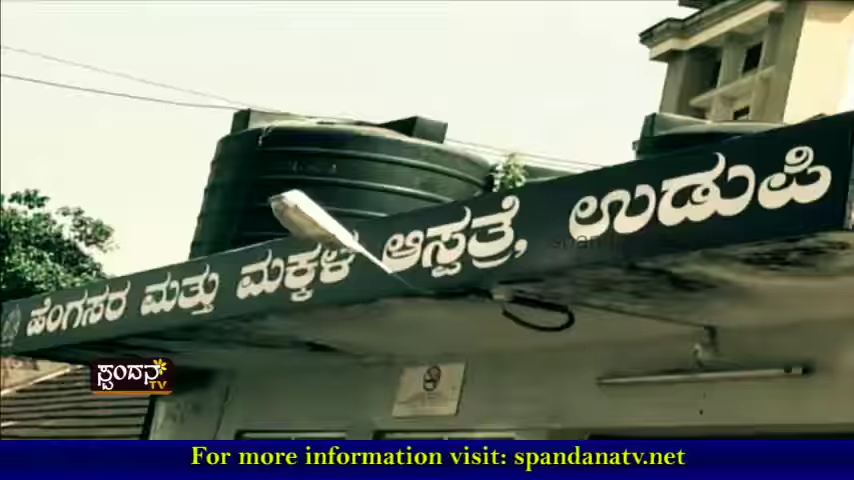 ಹೆಂಗಸರ ಮತ್ತು ಮಕ್ಕಳ ಆಸ್ಪತ್ರೆ, ಉಡುಪಿ
ಸ್ಪಂದನ
TV
For more information visit: spandanatv.net